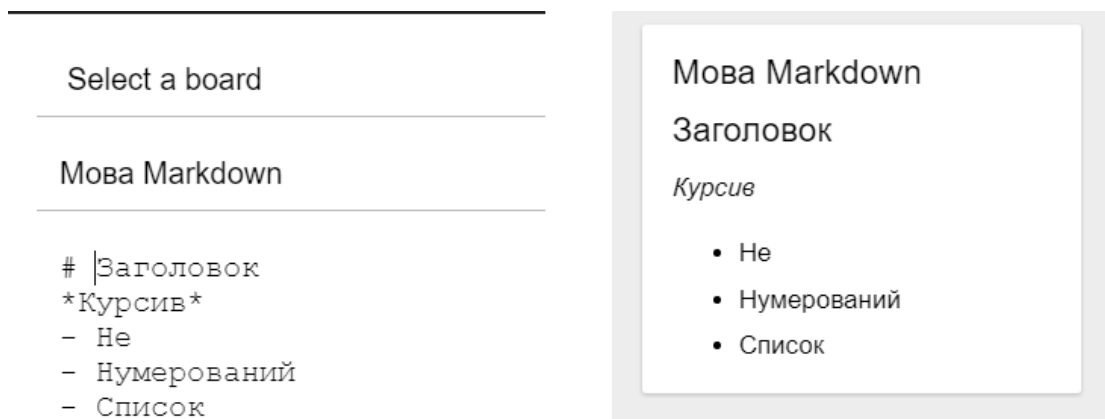 Select a board
Мова Markdown
# Заголовок
*Курсив*
- Не
- Нумерований
- Список
Мова Markdown
Заголовок
Курсив
• Не
• Нумерований
• Список